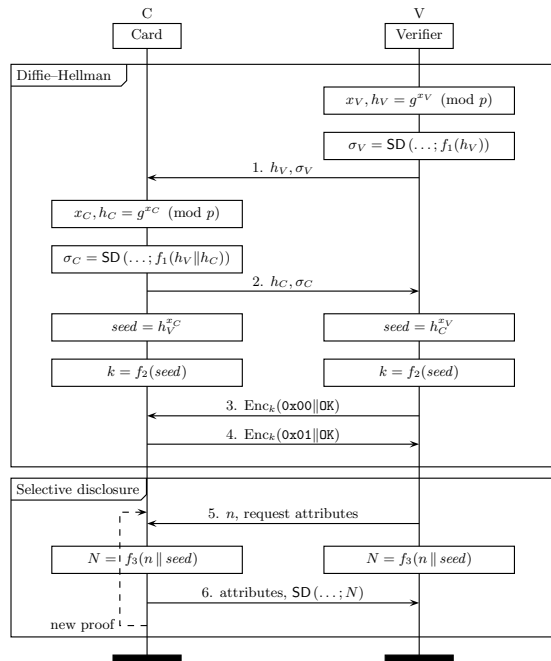 C V
Card Verifier
Diffie–Hellman
x_V, h_V = g^{x_V} (mod p)
σ_V = SD (...; f_1(h_V))
1. h_V, σ_V
x_C, h_C = g^{x_C} (mod p)
σ_C = SD (...; f_1(h_V‖h_C))
2. h_C, σ_C
seed = h_V^{x_C} seed = h_C^{x_V}
k = f_2(seed) k = f_2(seed)
3. Enc_k(0x00‖OK)
4. Enc_k(0x01‖OK)
Selective disclosure
5. n, request attributes
N = f_3(n ‖ seed) N = f_3(n ‖ seed)
6. attributes, SD (...; N)
new proof